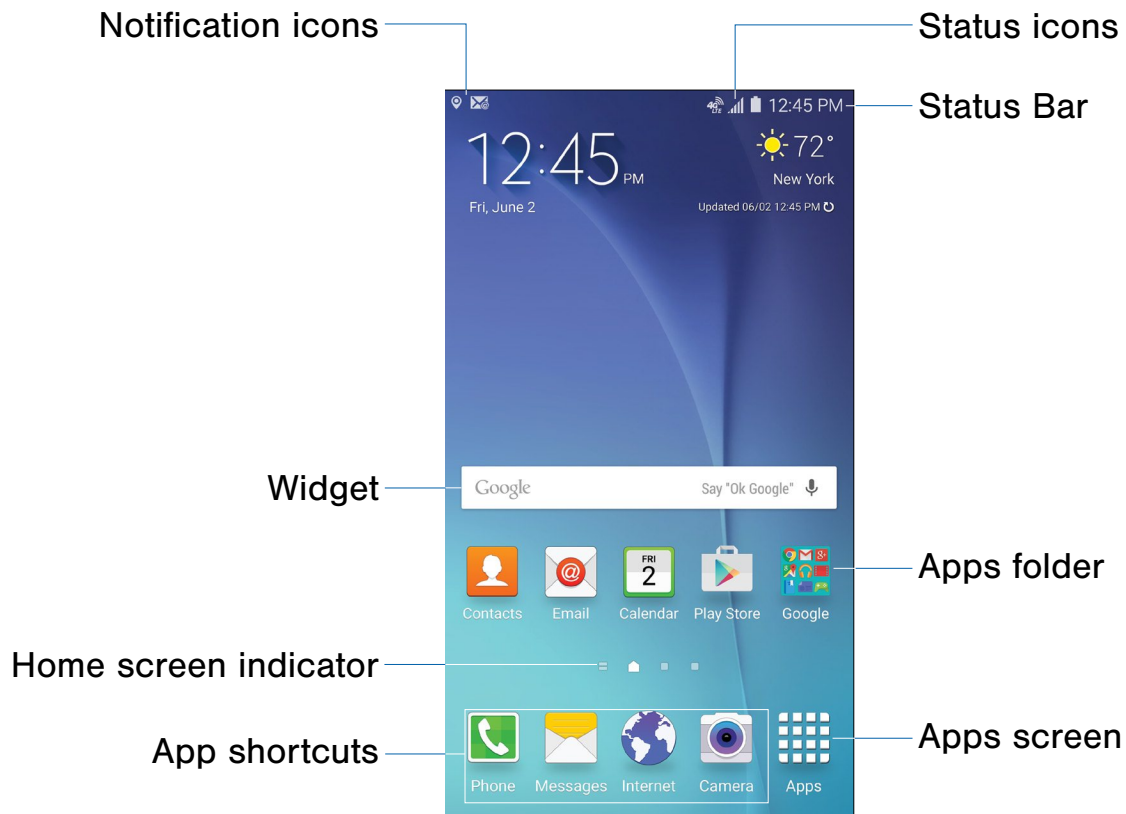 Notification icons
Status icons
4G LTE 12:45 PM
Status Bar
12:45 PM
72°
New York
Fri, June 2
Updated 06/02 12:45 PM
Widget
Google
Say "Ok Google"
FRI
2
Apps folder
Contacts
Email
Calendar
Play Store
Google
Home screen indicator
App shortcuts
Apps screen
Phone
Messages
Internet
Camera
Apps